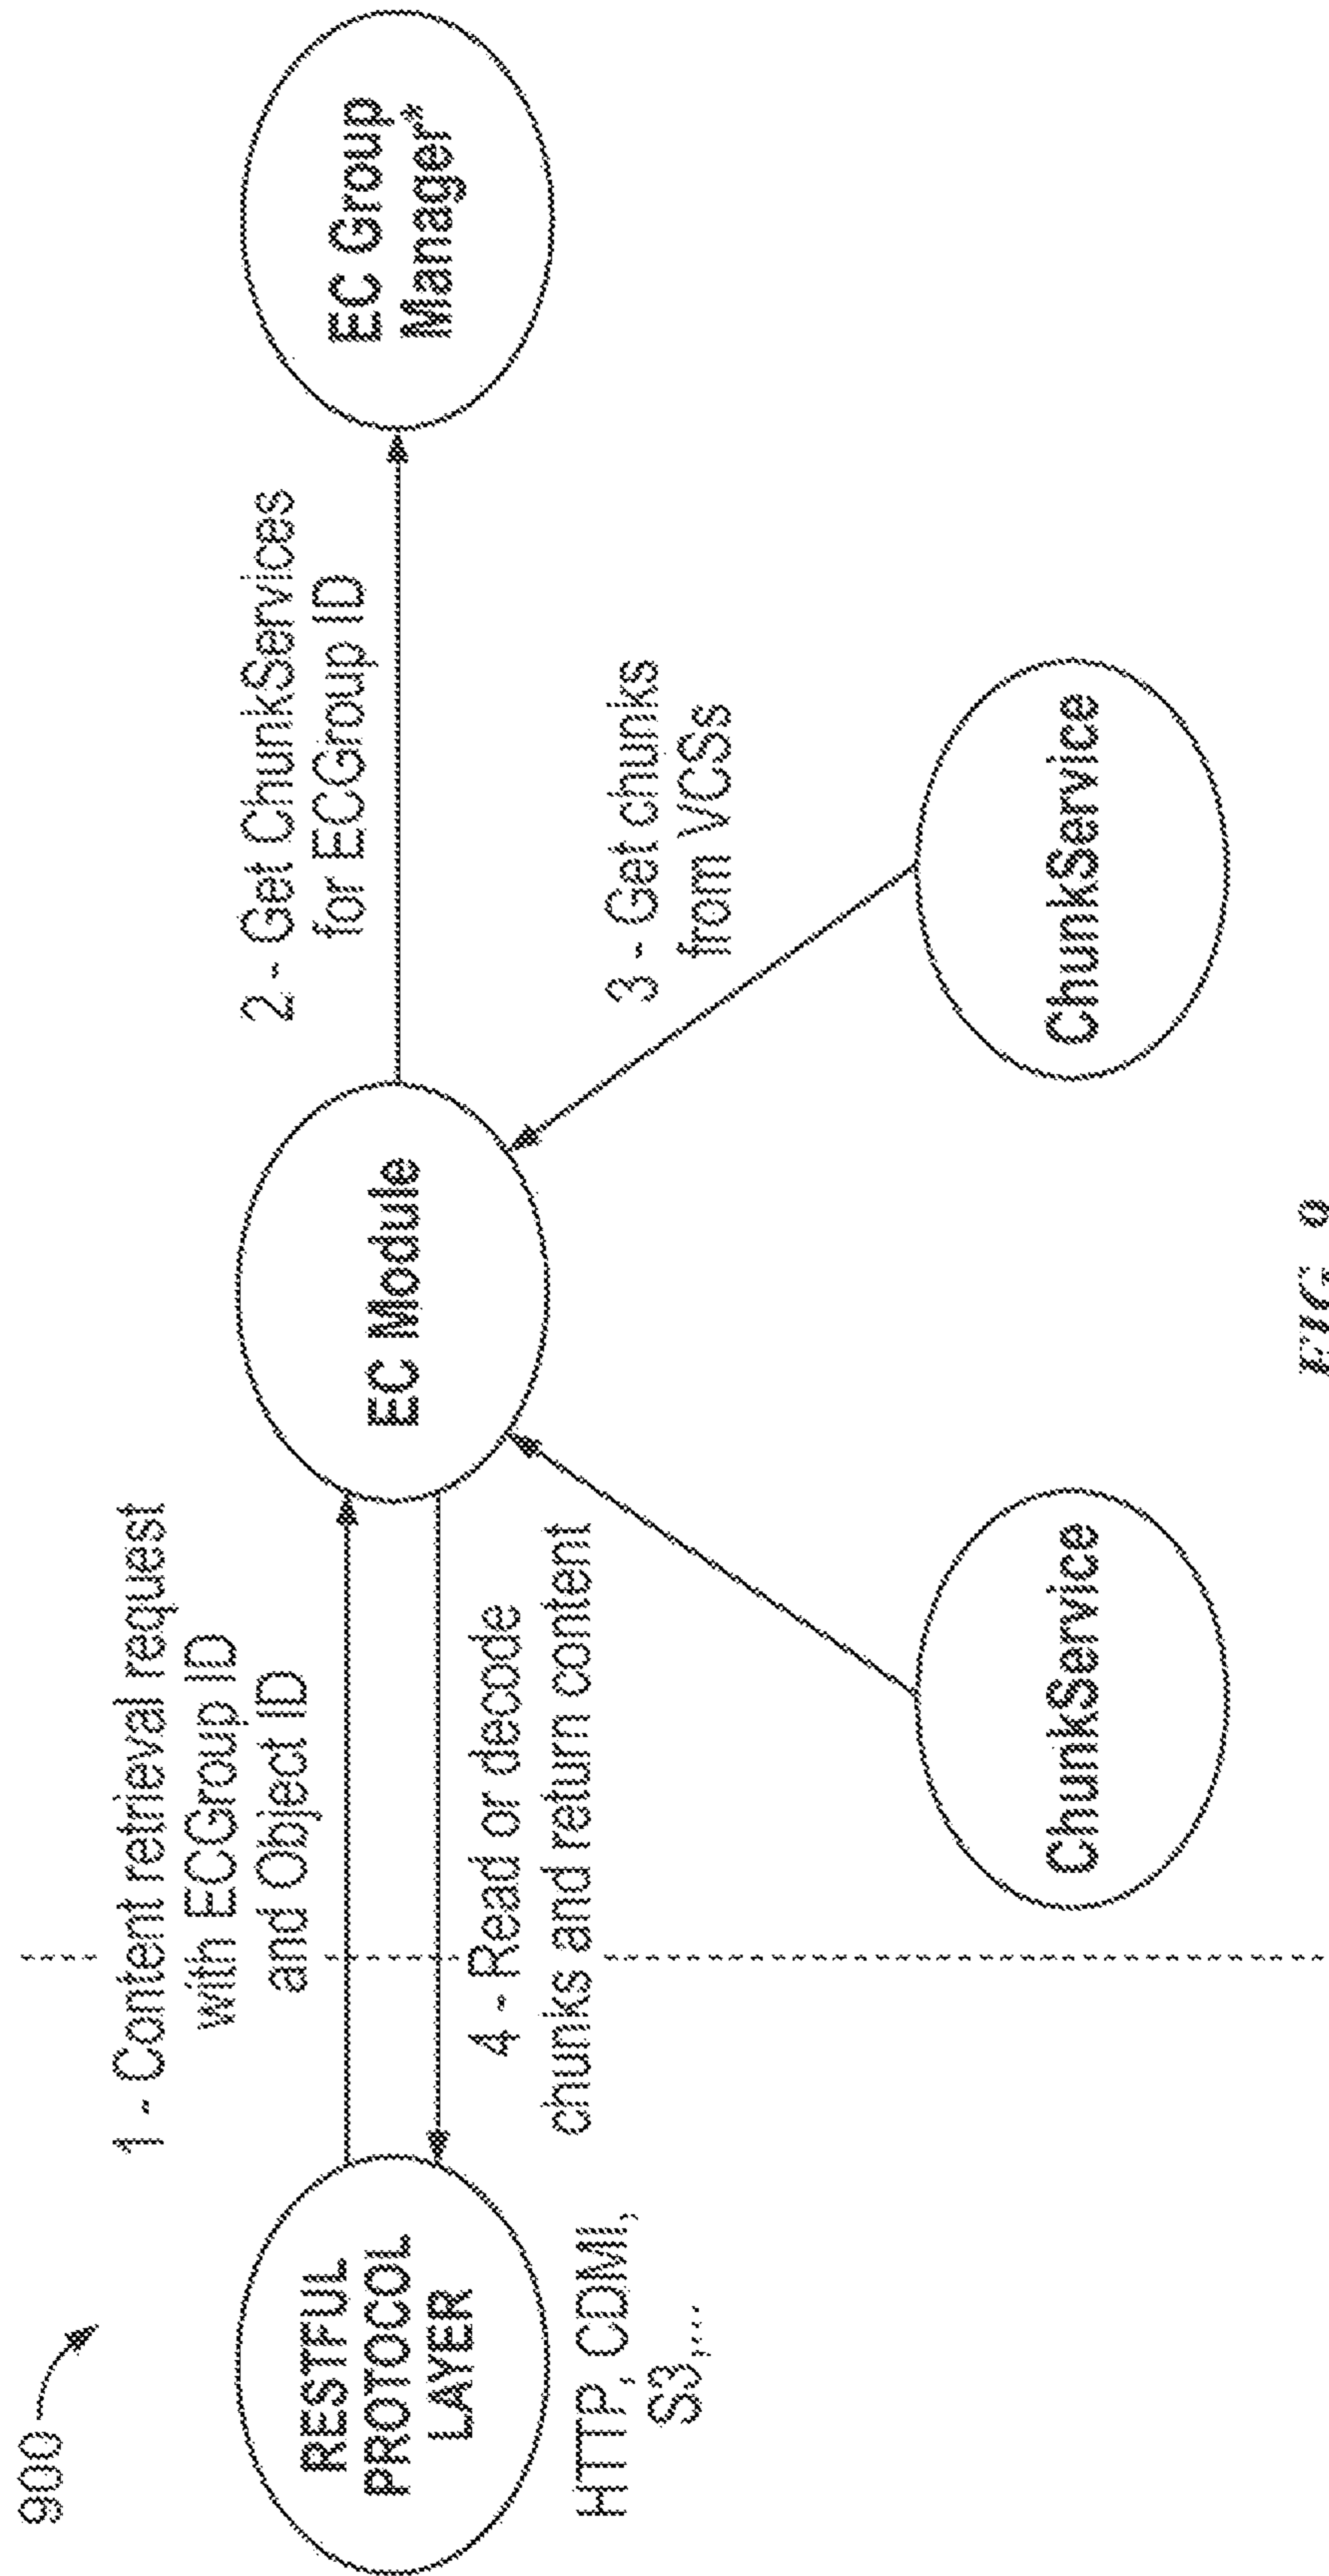 900
1 - Content retrieval request
with ECGroup ID
and Object ID
2 - Get ChunkServices
for ECGroup ID
RESTFUL
PROTOCOL
LAYER
EC Module
EC Group
Manager*
4 - Read or decode
chunks and return content
3 - Get chunks
from VCSs
HTTP, CDMI,
S3,...
ChunkService
ChunkService
FIG. 9